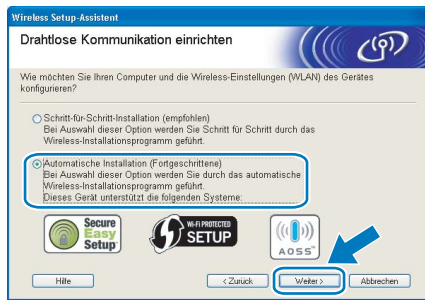 Wireless Setup-Assistent
Drahtlose Kommunikation einrichten
Wie möchten Sie Ihren Computer und die Wireless-Einstellungen (WLAN) des Gerätes
konfigurieren?
Schritt-für-Schritt-Installation (empfohlen)
Bei Auswahl dieser Option werden Sie Schritt für Schritt durch das
Wireless-Installationsprogramm geführt.
Automatische Installation (Fortgeschrittene)
Bei Auswahl dieser Option werden Sie durch das automatische
Wireless-Installationsprogramm geführt.
Dieses Gerät unterstützt die folgenden Systeme:
Secure
Easy
Setup™
WI-FI PROTECTED
SETUP
AOSS™
Hilfe
< Zurück
Weiter >
Abbrechen